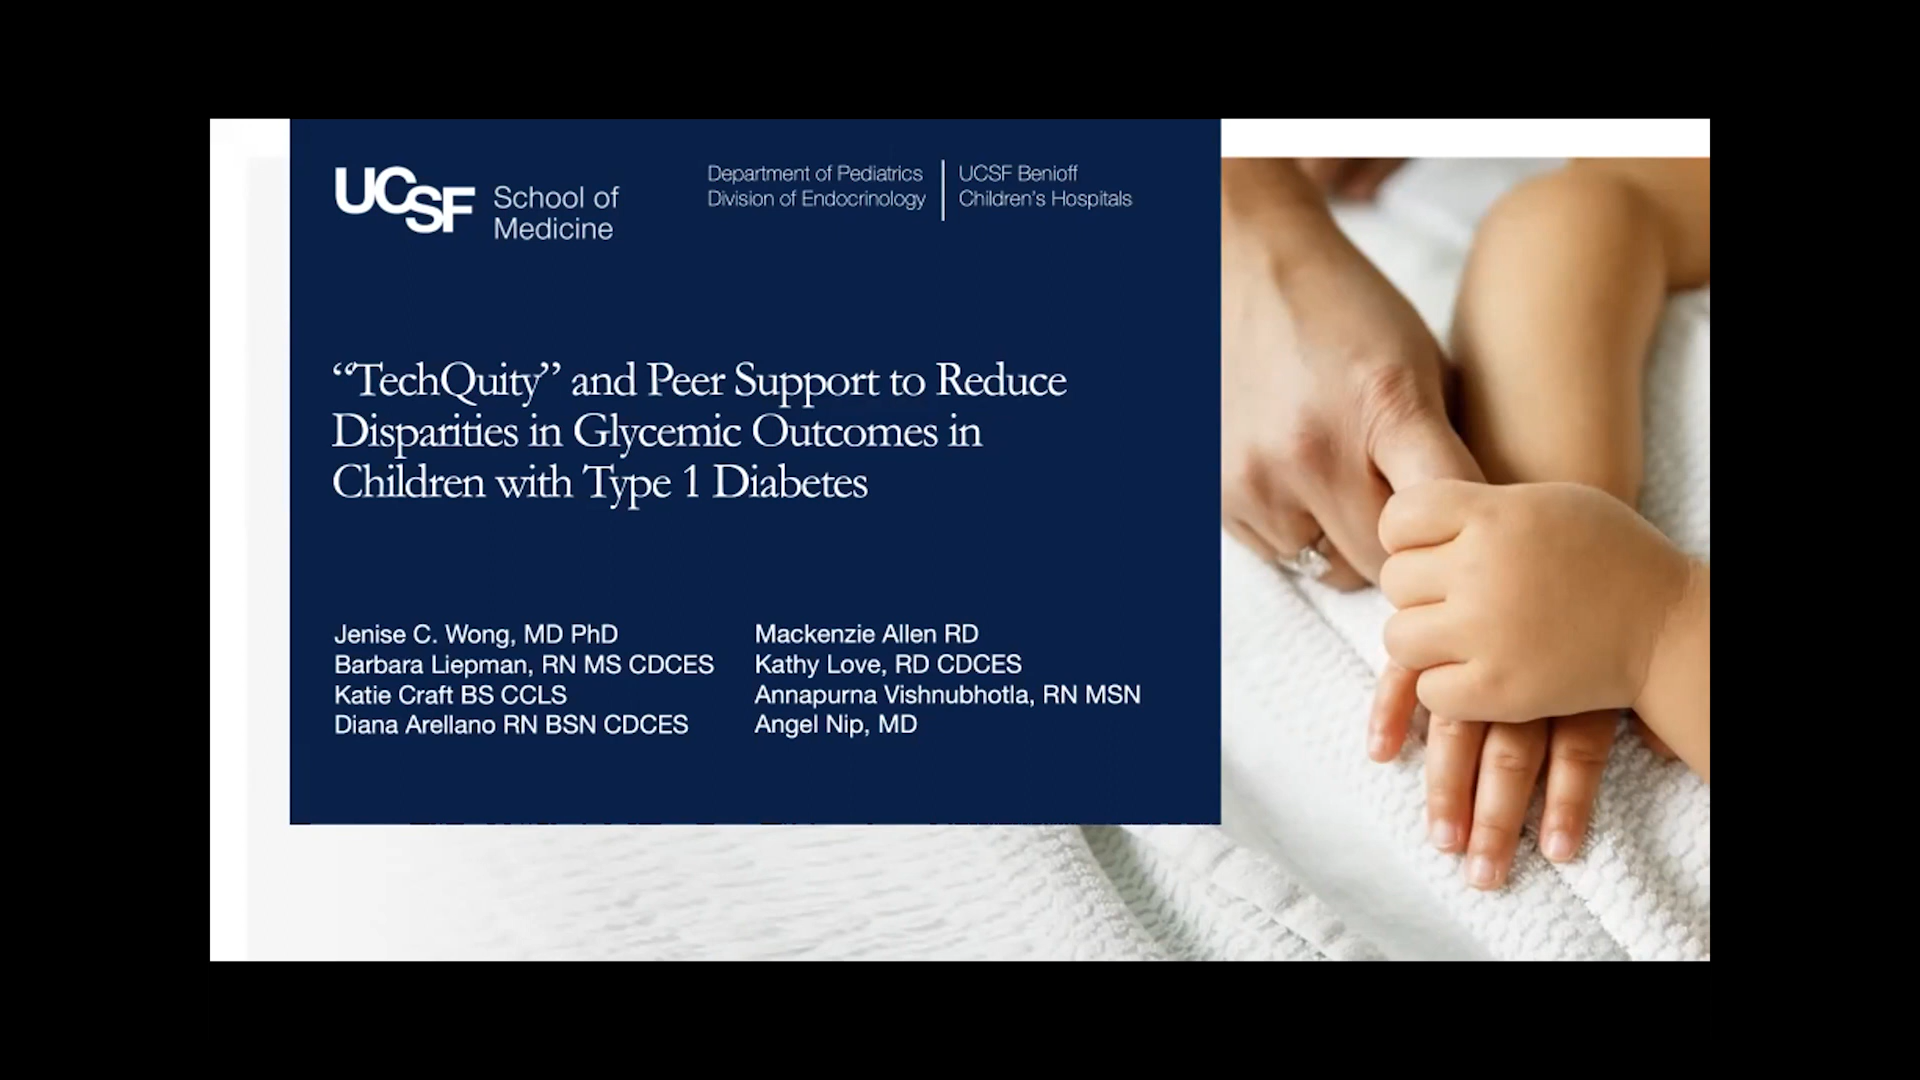 UCSF School of
Medicine
Department of Pediatrics
Division of Endocrinology
UCSF Benioff
Children's Hospitals
“TechQuity” and Peer Support to Reduce
Disparities in Glycemic Outcomes in
Children with Type 1 Diabetes
Jenise C. Wong, MD PhD
Barbara Liepman, RN MS CDCES
Katie Craft BS CCLS
Diana Arellano RN BSN CDCES
Mackenzie Allen RD
Kathy Love, RD CDCES
Annapurna Vishnubhotla, RN MSN
Angel Nip, MD